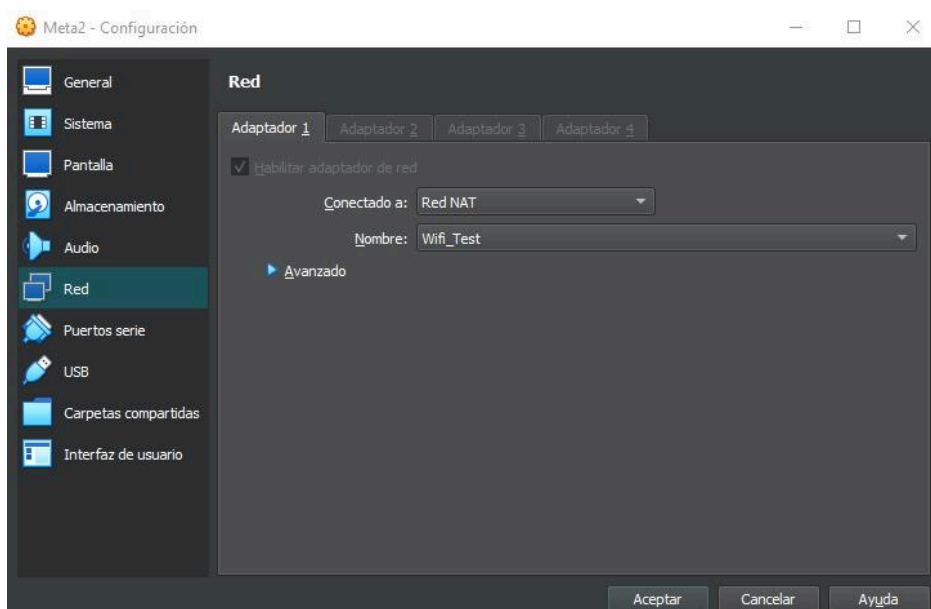 Meta2 - Configuración
General
Sistema
Pantalla
Almacenamiento
Audio
Red
Puertos serie
USB
Carpetas compartidas
Interfaz de usuario
Red
Adaptador 1 Adaptador 2 Adaptador 3 Adaptador 4
Habilitar adaptador de red
Conectado a: Red NAT
Nombre: Wifi_Test
Avanzado
Aceptar Cancelar Ayuda